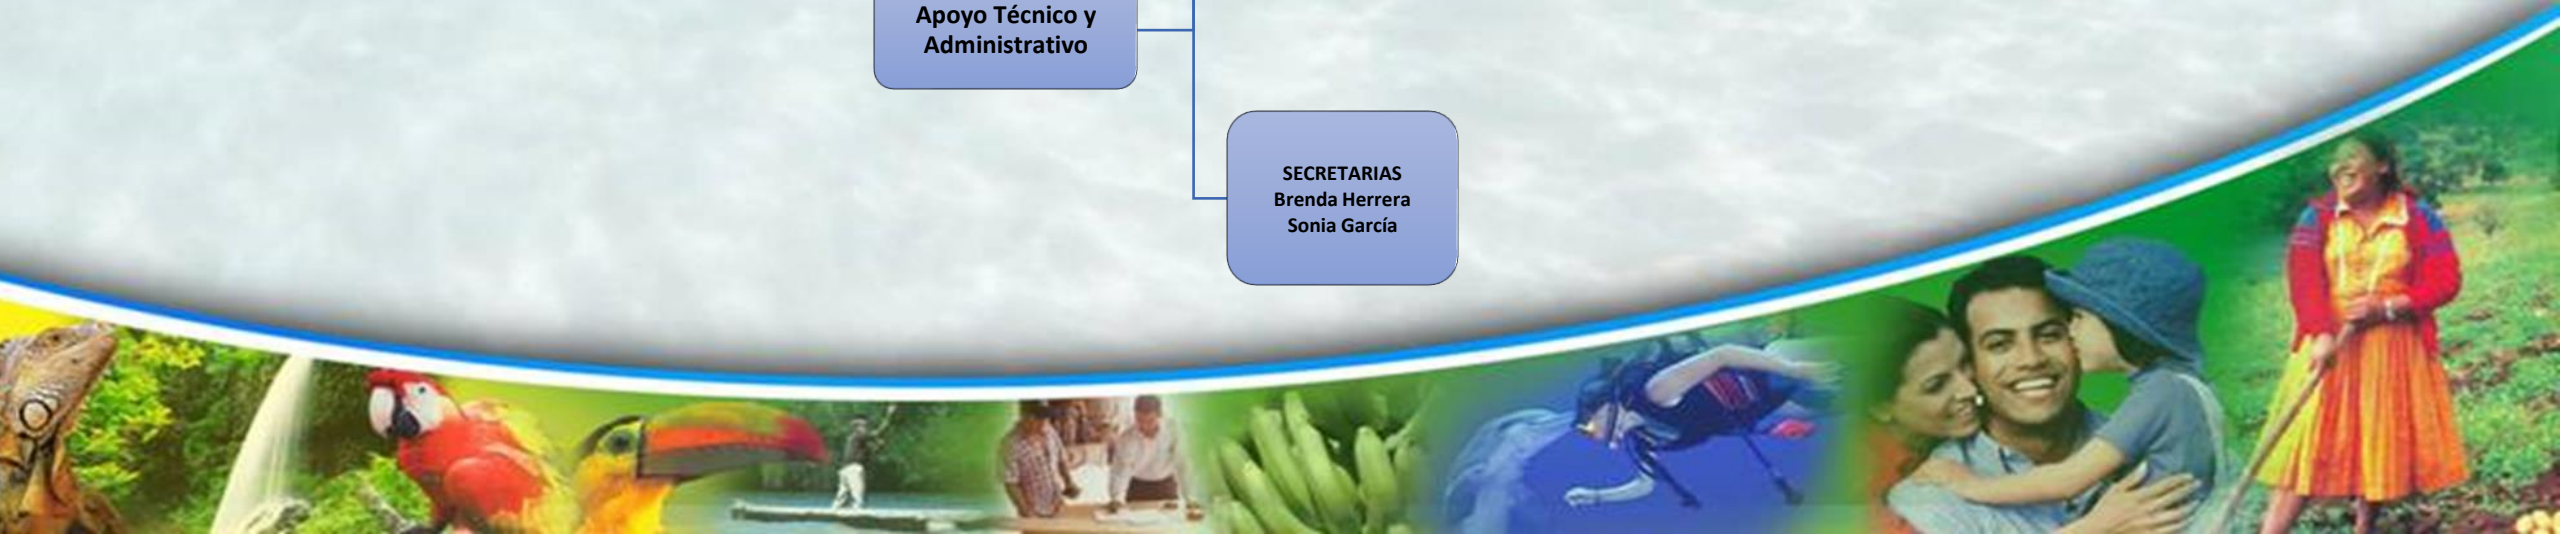 Apoyo Técnico y
Administrativo
SECRETARIAS
Brenda Herrera
Sonia García